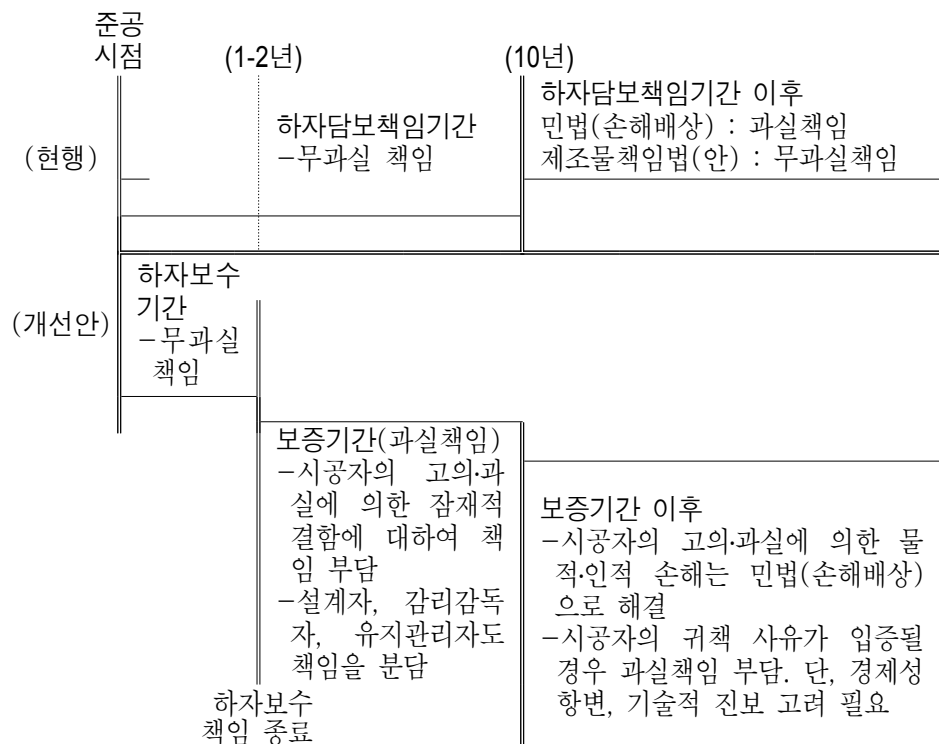 준공
시점
(1-2년)
(10년)
(현행)
하자담보책임기간
-무과실 책임
하자담보책임기간 이후
민법(손해배상) : 과실책임
제조물책임법(안) : 무과실책임
(개선안)
하자보수
기간
-무과실
책임
보증기간(과실책임)
-시공자의 고의·과
실에 의한 잠재적
결함에 대하여 책
임 부담
-설계자, 감리감독
자, 유지관리자도
책임을 분담
보증기간 이후
-시공자의 고의·과실에 의한 물
적·인적 손해는 민법(손해배상)
으로 해결
-시공자의 귀책 사유가 입증될
경우 과실책임 부담. 단, 경제성
항변, 기술적 진보 고려 필요
하자보수
책임 종료